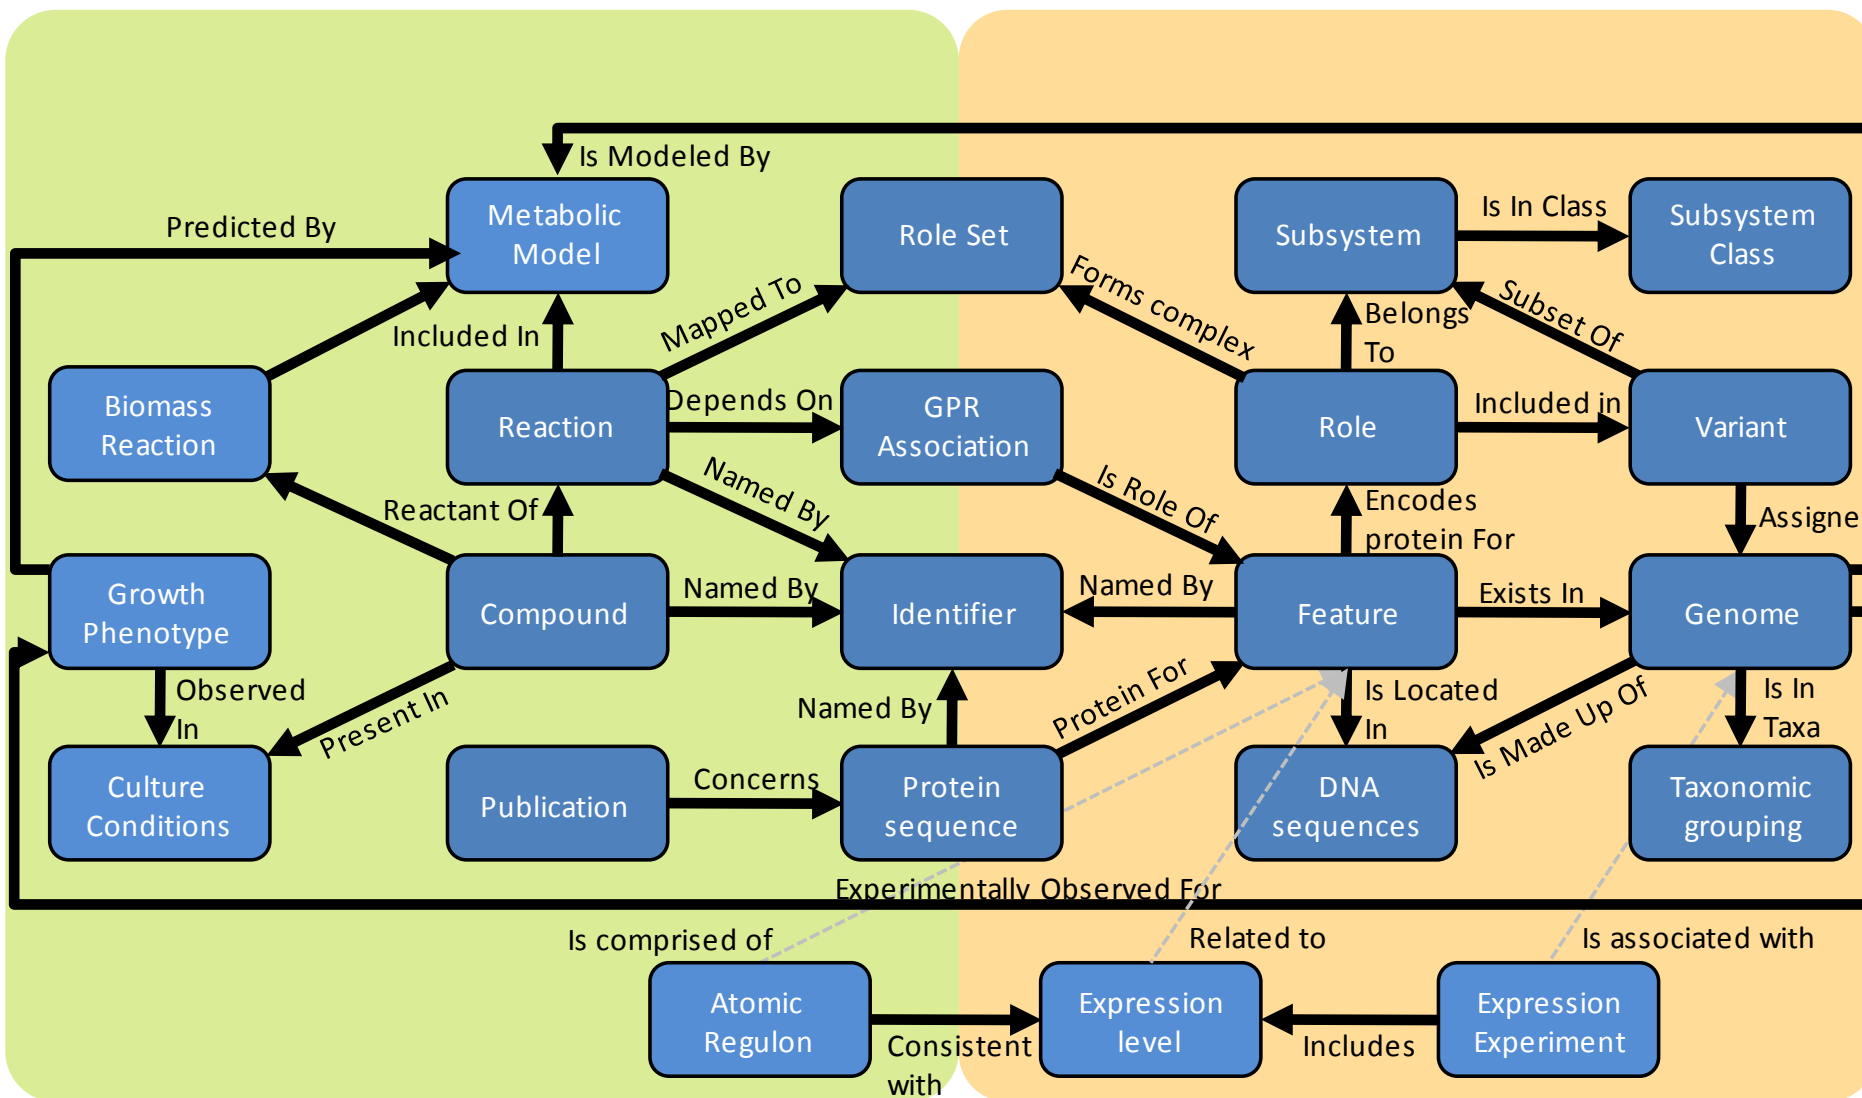 Is Modeled By
Predicted By
Metabolic
Model
Role Set
Subsystem
Is In Class
Subsystem
Class
Included In
Mapped To
Forms complex
Belongs
To
Subset Of
Biomass
Reaction
Reaction
Depends On
GPR
Association
Role
Included in
Variant
Reactant Of
Named By
Is Role Of
Encodes
protein For
Assigne
Growth
Phenotype
Compound
Named By
Identifier
Named By
Feature
Exists In
Genome
Observed
In
Present In
Named By
Protein For
Is Located
In
Is Made Up Of
Is In
Taxa
Culture
Conditions
Publication
Concerns
Protein
sequence
DNA
sequences
Taxonomic
grouping
Experimentally Observed For
Is comprised of
Related to
Is associated with
Atomic
Regulon
Consistent
with
Expression
level
Includes
Expression
Experiment